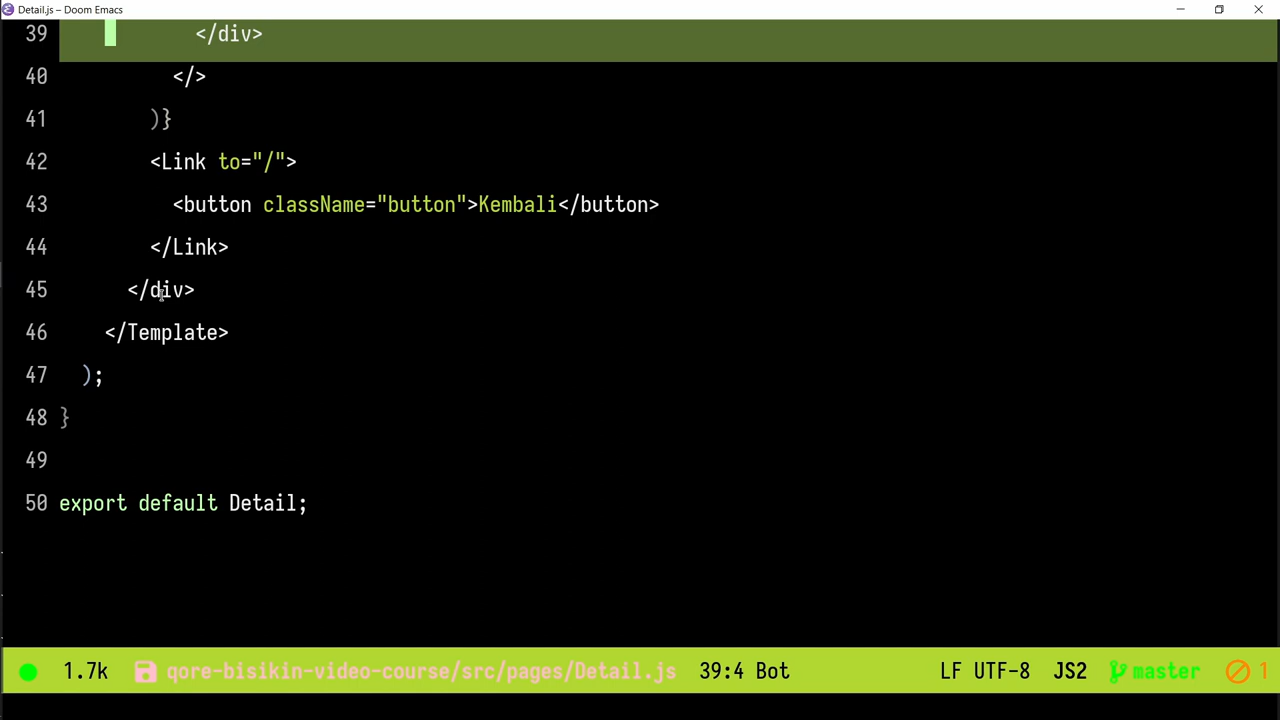 Detail.js – Doom Emacs
39 </div>
40 </>
41 )}
42 <Link to="/">
43 <button className="button">Kembali</button>
44 </Link>
45 </div>
46 </Template>
47 );
48 }
49
50 export default Detail;
1.7k qore-bisikin-video-course/src/pages/Detail.js 39:4 Bot LF UTF-8 JS2 master 1